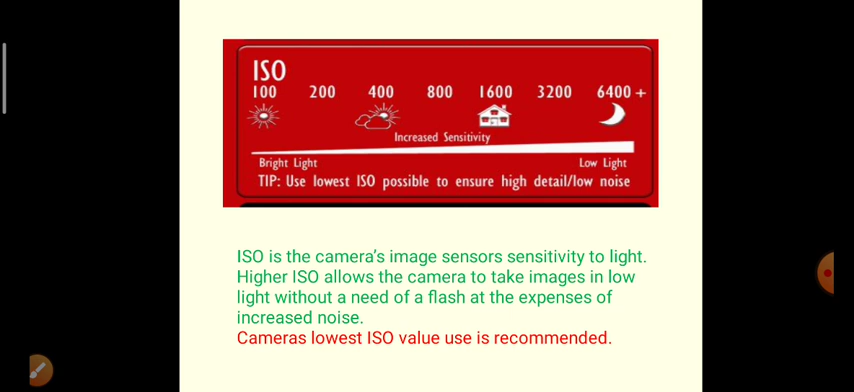 ISO
100 200 400 800 1600 3200 6400 +
Increased Sensitivity
Bright Light Low Light
TIP: Use lowest ISO possible to ensure high detail/low noise
ISO is the camera's image sensors sensitivity to light.
Higher ISO allows the camera to take images in low
light without a need of a flash at the expenses of
increased noise.
Cameras lowest ISO value use is recommended.